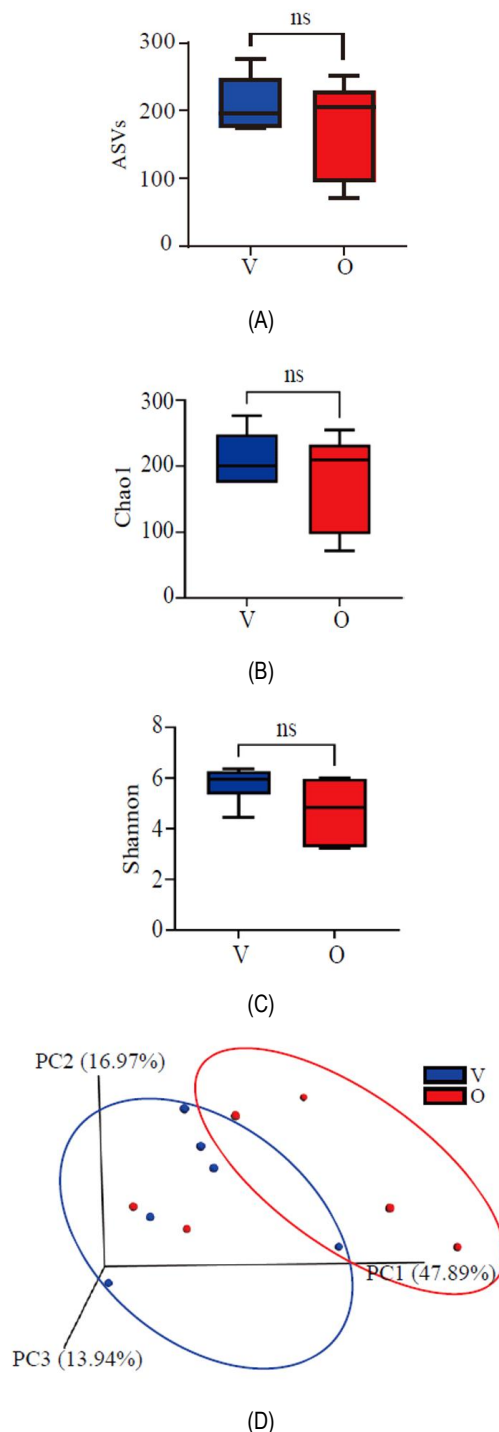 ns
300
200
100
0
ASVs
V
O
(A)
ns
300
200
100
0
Chao1
V
O
(B)
ns
8
6
4
2
0
Shannon
V
O
(C)
PC2 (16.97%)
V
O
PC1 (47.89%)
PC3 (13.94%)
(D)